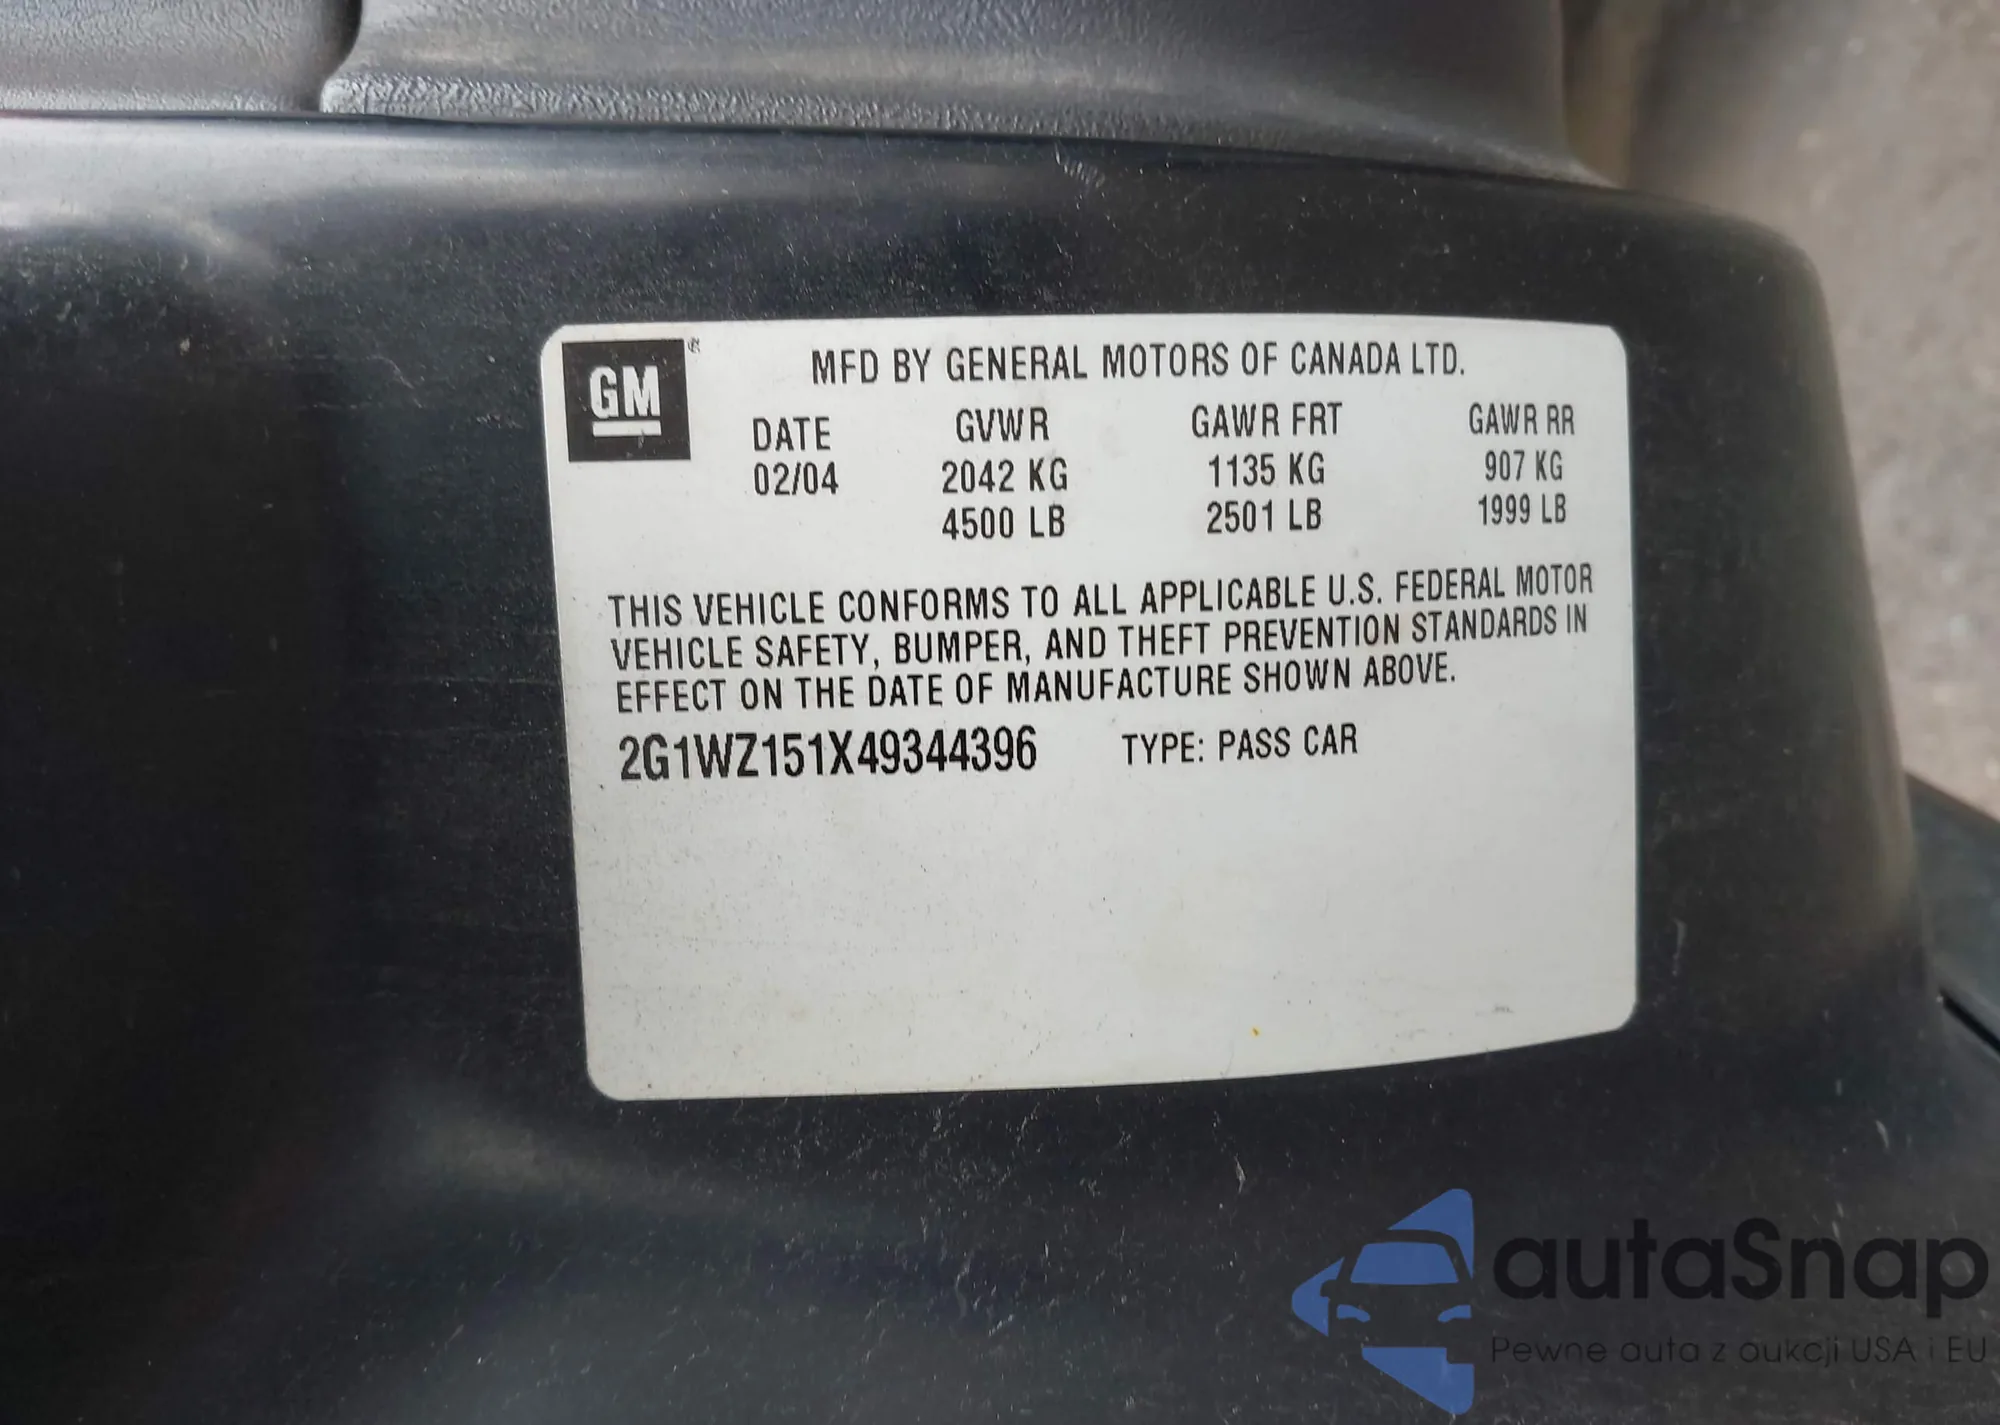 GM
MFD BY GENERAL MOTORS OF CANADA LTD.
DATE GVWR GAWR FRT GAWR RR
02/04 2042 KG 1135 KG 907 KG
4500 LB 2501 LB 1999 LB
THIS VEHICLE CONFORMS TO ALL APPLICABLE U.S. FEDERAL MOTOR
VEHICLE SAFETY, BUMPER, AND THEFT PREVENTION STANDARDS IN
EFFECT ON THE DATE OF MANUFACTURE SHOWN ABOVE.
2G1WZ151X49344396 TYPE: PASS CAR
autaSnap
Pewne auta z aukcji USA i EU